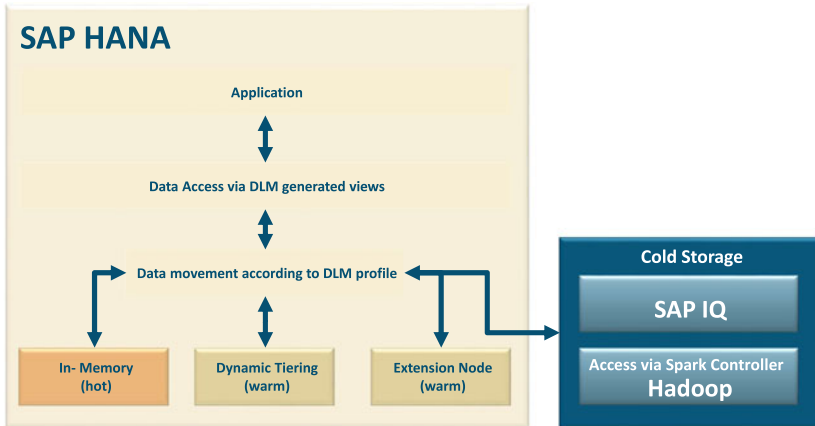 SAP HANA
Application
Data Access via DLM generated views
Data movement according to DLM profile
In- Memory
(hot)
Dynamic Tiering
(warm)
Extension Node
(warm)
Cold Storage
SAP IQ
Access via Spark Controller
Hadoop